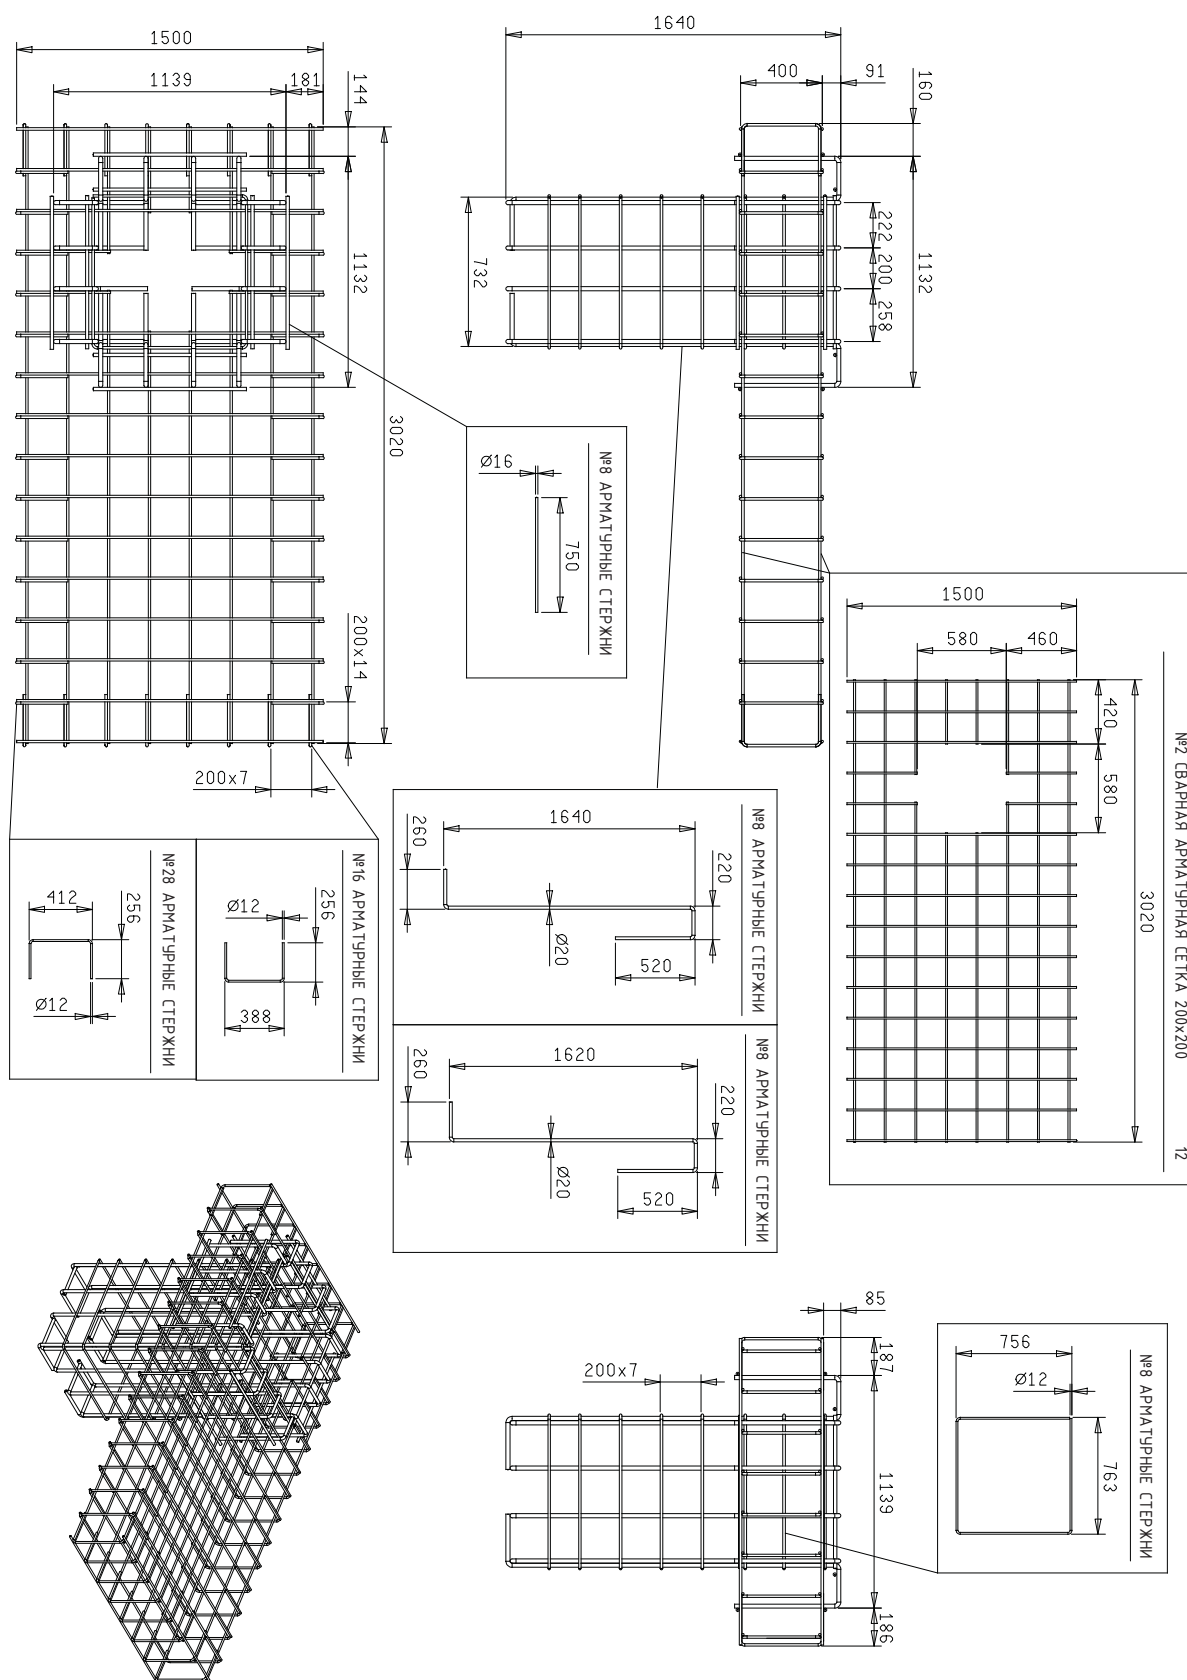 1500
1139
181
144
1132
3020
200x14
200x7
1640
400
91
160
1132
222
200
258
732
№8 АРМАТУРНЫЕ СТЕРЖНИ
Ø16
750
№2 СВАРНАЯ АРМАТУРНАЯ СЕТКА 200x200
12
1500
580
460
420
580
3020
№8 АРМАТУРНЫЕ СТЕРЖНИ
1640
260
220
Ø20
520
№8 АРМАТУРНЫЕ СТЕРЖНИ
1620
260
220
Ø20
520
№16 АРМАТУРНЫЕ СТЕРЖНИ
256
Ø12
388
№28 АРМАТУРНЫЕ СТЕРЖНИ
256
412
Ø12
85
187
200x7
1139
186
№8 АРМАТУРНЫЕ СТЕРЖНИ
756
Ø12
763